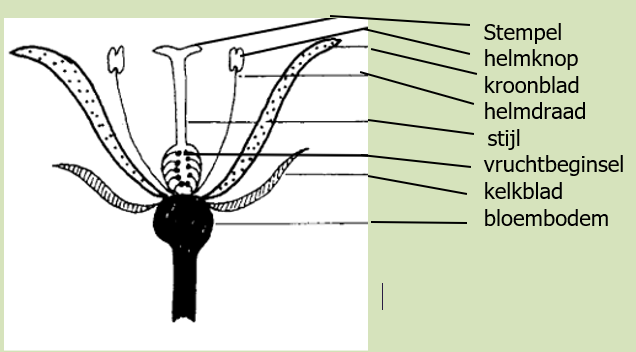 Stempel
helmknop
kroonblad
helmdraad
stijl
vruchtbeginsel
kelkblad
bloembodem